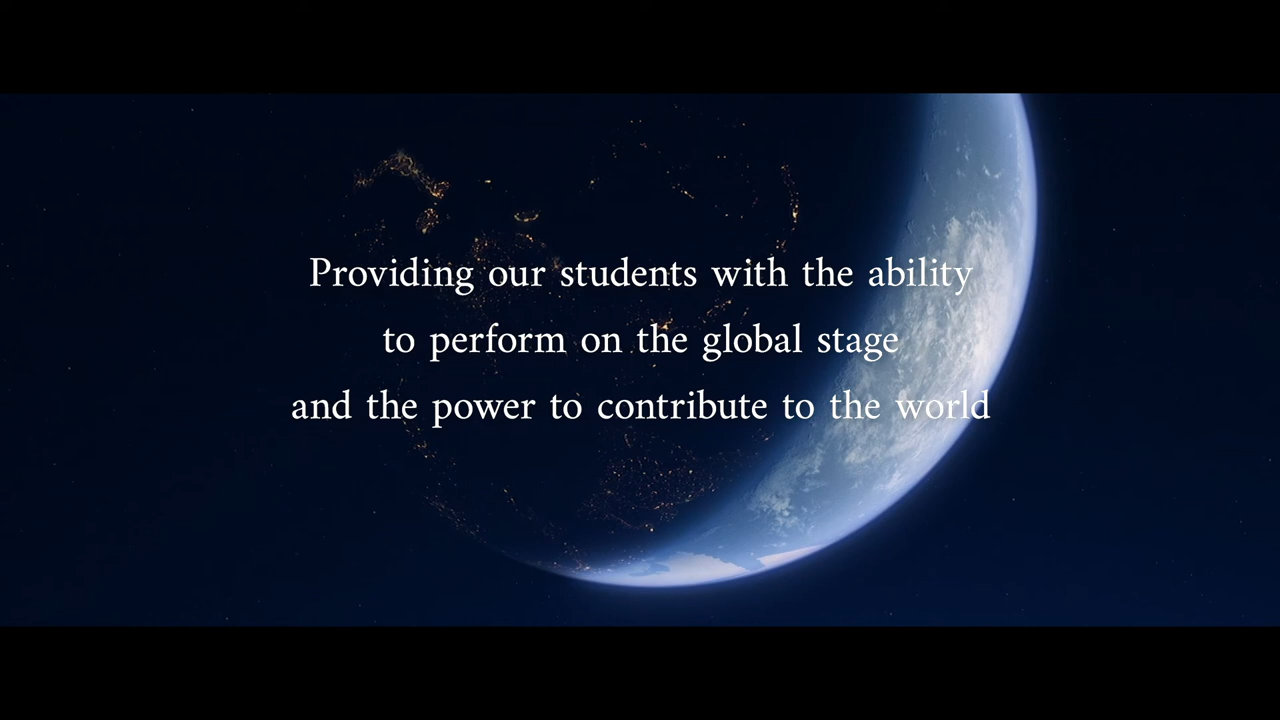 Providing our students with the ability
to perform on the global stage
and the power to contribute to the world